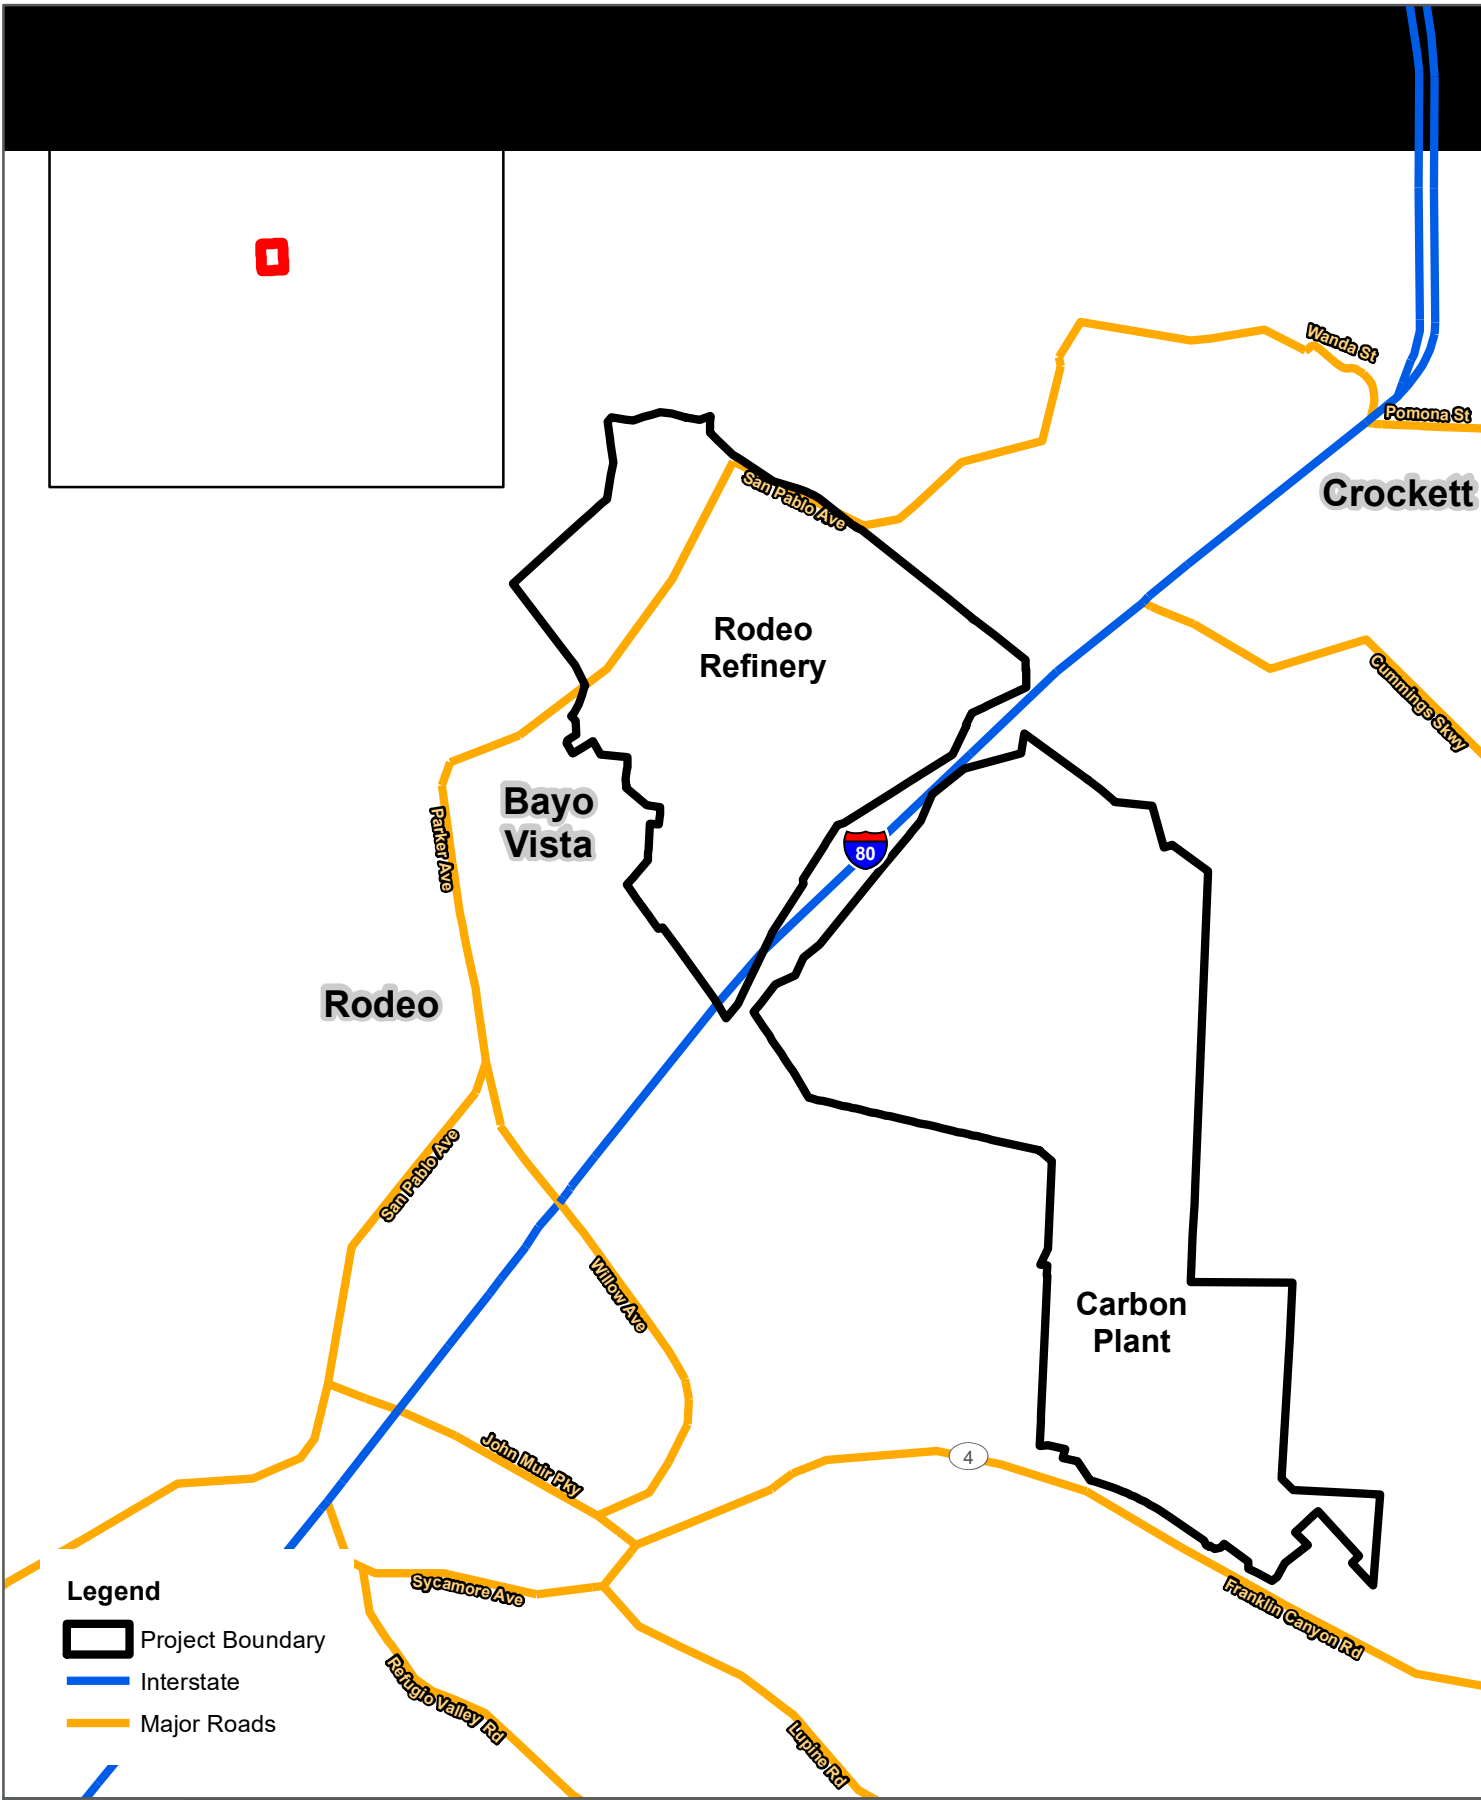 Wanda St
Pomona St
Crockett
San Pablo Ave
Rodeo
Refinery
Cummings Skwy
Bayo
Vista
Parker Ave
80
Rodeo
San Pablo Ave
Willow Ave
Carbon
Plant
John Muir Pky
4
Legend
Project Boundary
Interstate
Major Roads
Sycamore Ave
Franklin Canyon Rd
Refugio Valley Rd
Lupine Rd